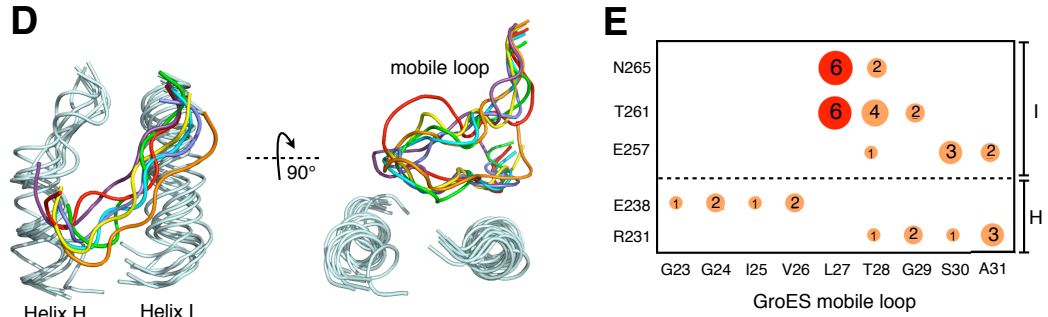 D
mobile loop
90°
Helix H
Helix I
E
N265 6 2
T261 6 4 2
E257 1 3 2
I
E238 1 2 1 2
R231 1 2 1 3
H
G23 G24 I25 V26 L27 T28 G29 S30 A31
GroES mobile loop